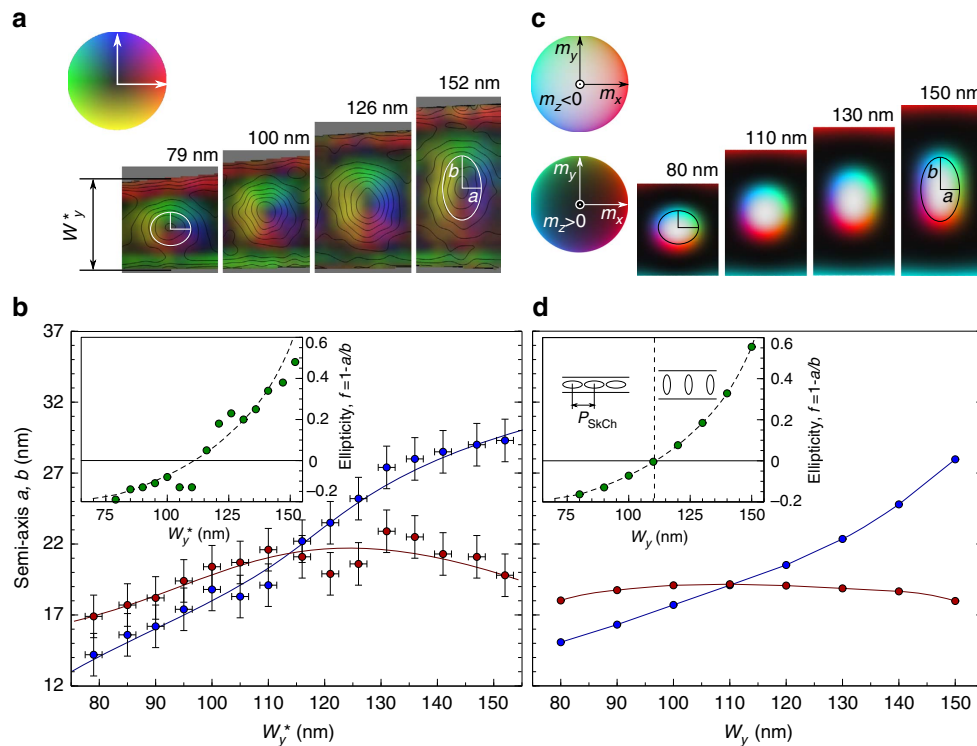 a
79 nm
100 nm
126 nm
152 nm
b
a
W*y
c
my
mz<0
mx
my
mz>0
mx
80 nm
110 nm
130 nm
150 nm
b
a
b
37
32
27
22
17
12
Semi-axis a, b (nm)
80 90 100 110 120 130 140 150
W*y (nm)
0.6
0.4
0.2
0
−0.2
Ellipticity, f = 1-a/b
75 100 125 150
W*y (nm)
d
PSkCh
0.6
0.4
0.2
0
−0.2
Ellipticity, f = 1-a/b
75 100 125 150
Wy (nm)
80 90 100 110 120 130 140 150
Wy (nm)